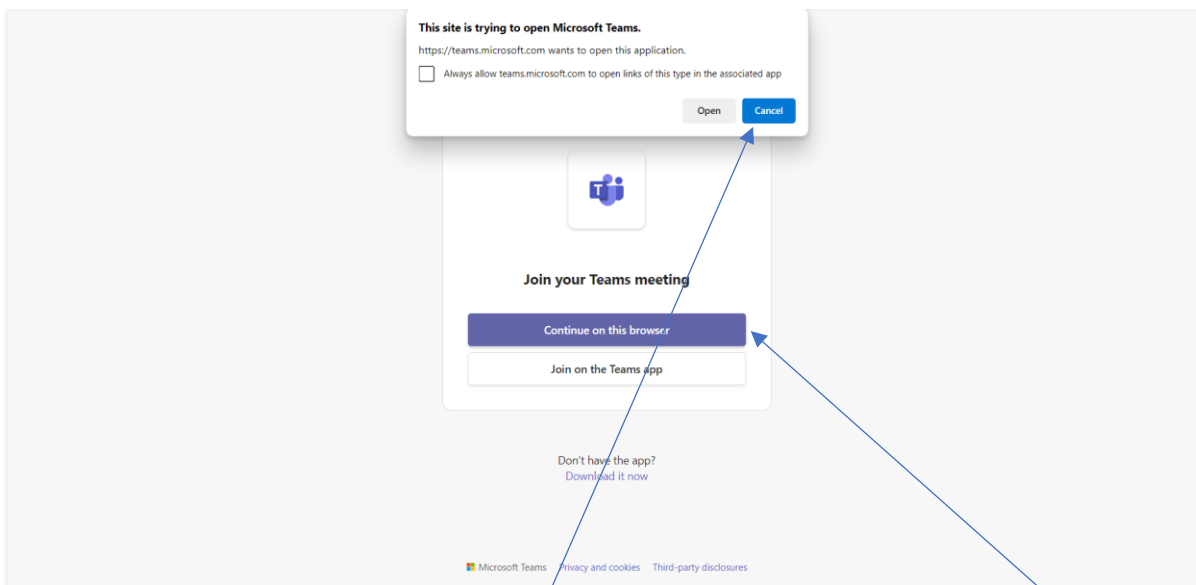 This site is trying to open Microsoft Teams.
https://teams.microsoft.com wants to open this application.
Always allow teams.microsoft.com to open links of this type in the associated app
Open Cancel
T
Join your Teams meeting
Continue on this browser
Join on the Teams app
Don't have the app?
Download it now
Microsoft Teams Privacy and cookies Third-party disclosures